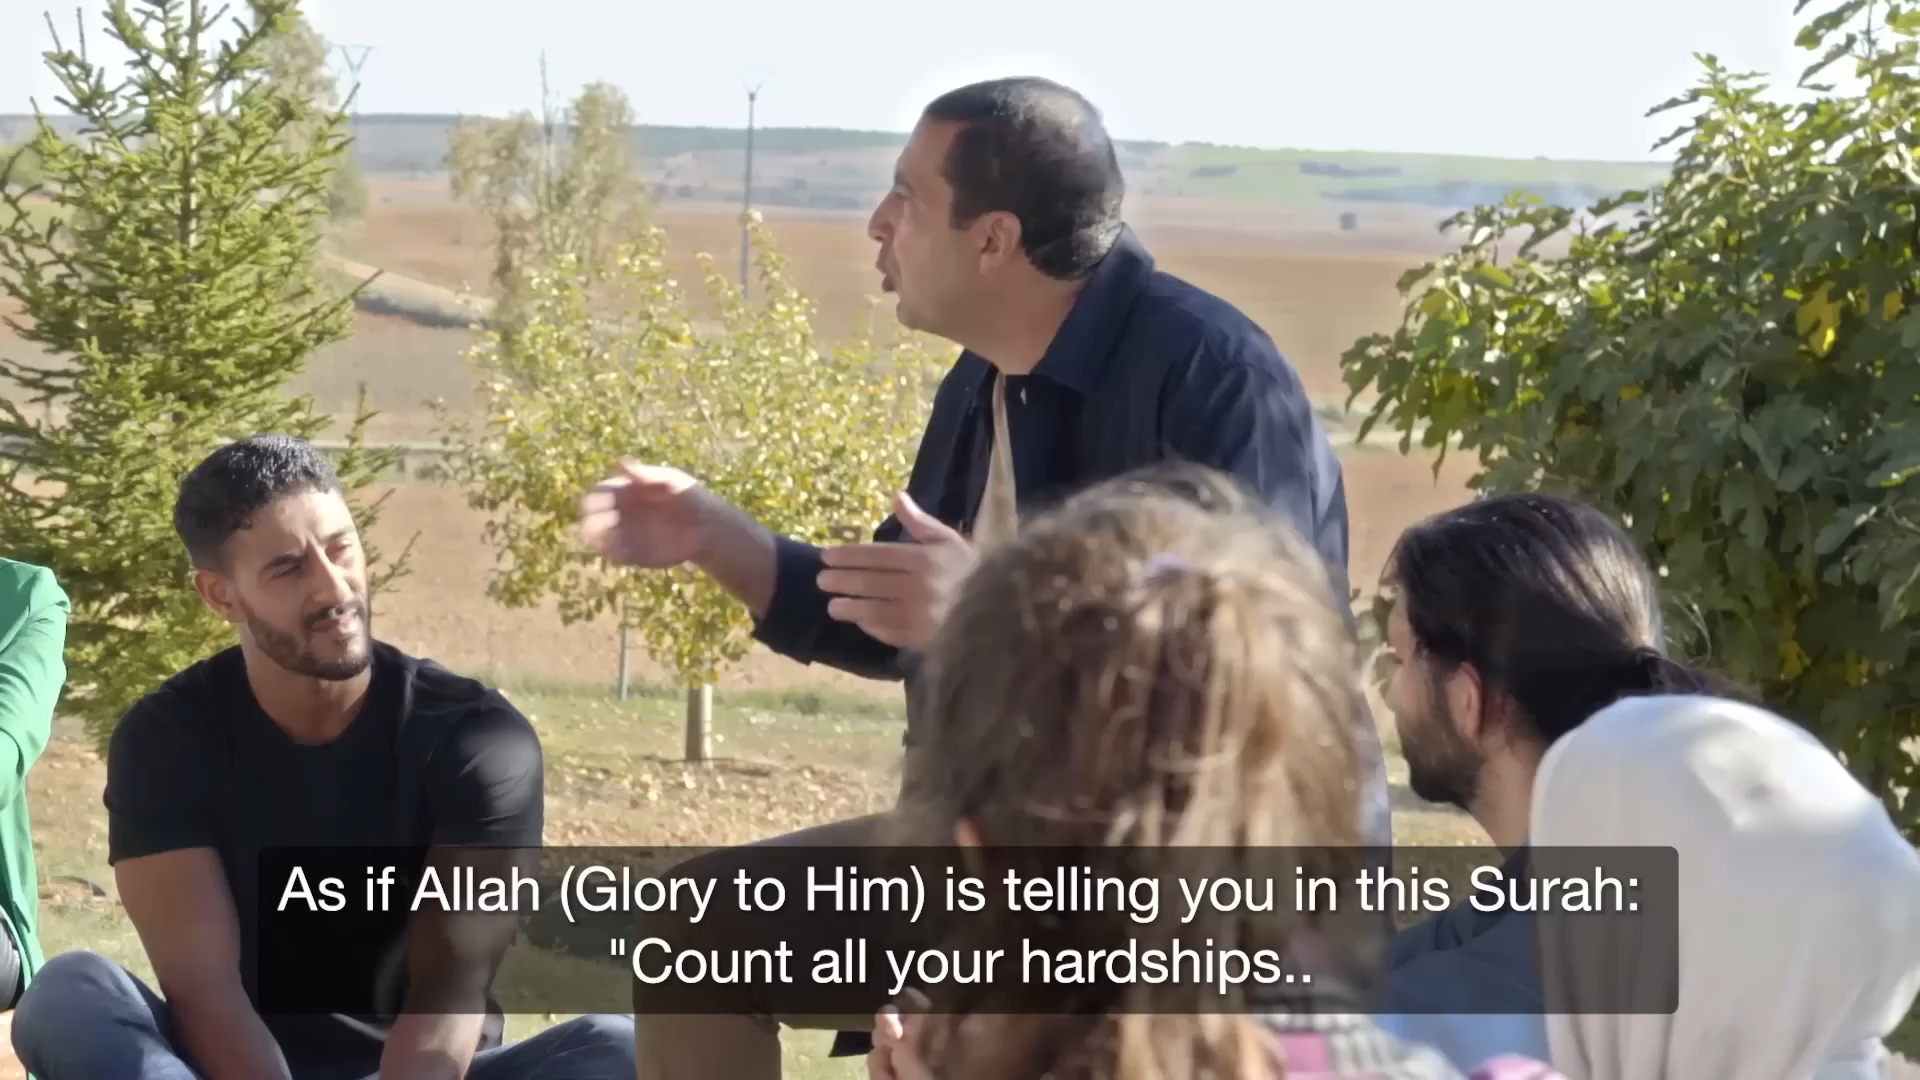 As if Allah (Glory to Him) is telling you in this Surah:
"Count all your hardships..